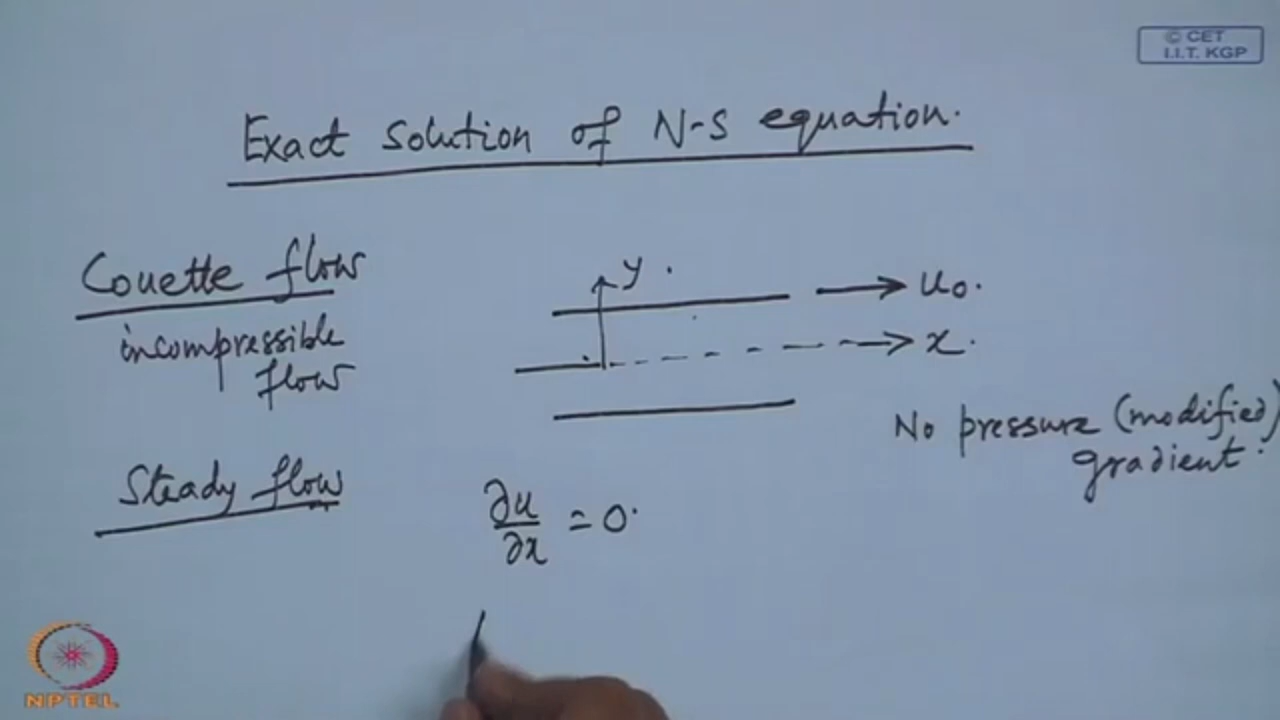 © CET
I.I.T. KGP
Exact solution of N-S equation.
Couette flow
incompressible
flow
y
u₀.
x.
No pressure (modified)
gradient.
Steady flow
∂u/∂x = 0.
NPTEL